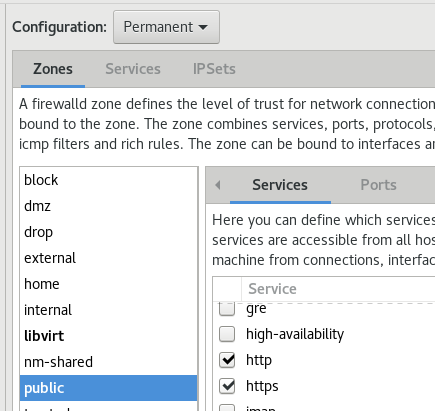 Configuration: Permanent
Zones Services IPSets
A firewalld zone defines the level of trust for network connection
bound to the zone. The zone combines services, ports, protocols,
icmp filters and rich rules. The zone can be bound to interfaces a
block
dmz
drop
external
home
internal
libvirt
nm-shared
public
Services Ports
Here you can define which services
services are accessible from all hos
machine from connections, interfac
Service
gre
high-availability
http
https